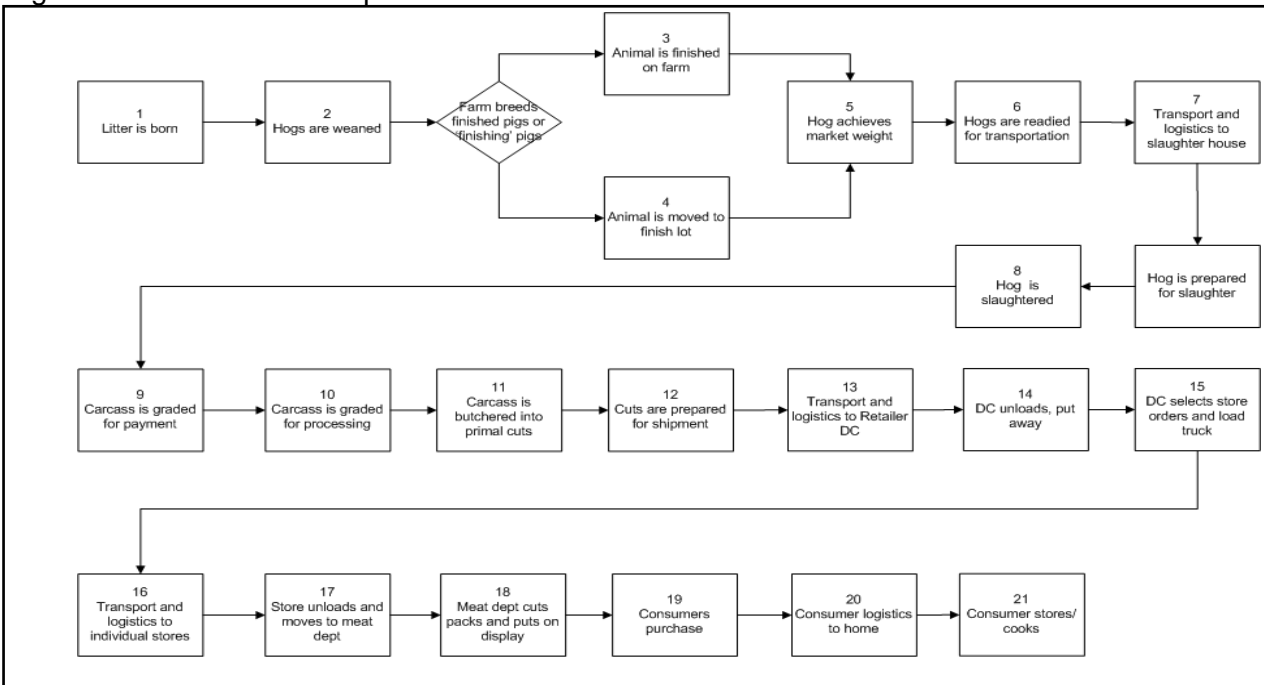 3
Animal is finished
on farm
1
Litter is born
2
Hogs are weaned
Farm breeds
finished pigs or
'finishing' pigs
5
Hog achieves
market weight
6
Hogs are readied
for transportation
7
Transport and
logistics to
slaughter house
4
Animal is moved to
finish lot
8
Hog is
slaughtered
Hog is prepared
for slaughter
9
Carcass is graded
for payment
10
Carcass is graded
for processing
11
Carcass is
butchered into
primal cuts
12
Cuts are prepared
for shipment
13
Transport and
logistics to Retailer
DC
14
DC unloads, put
away
15
DC selects store
orders and load
truck
16
Transport and
logistics to
individual stores
17
Store unloads and
moves to meat
dept
18
Meat dept cuts
packs and puts on
display
19
Consumers
purchase
20
Consumer logistics
to home
21
Consumer stores/
cooks